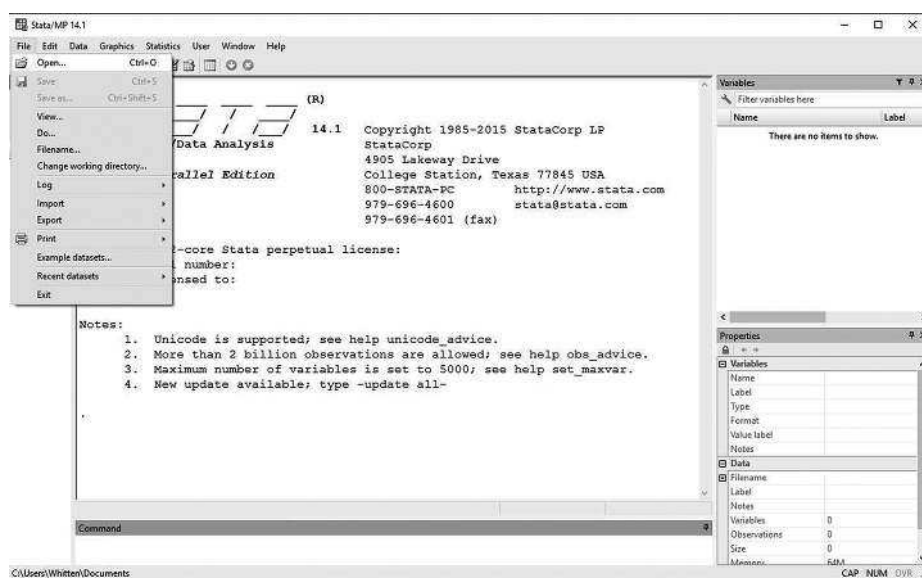 Stata/MP 14.1
File Edit Data Graphics Statistics User Window Help
Open... Ctrl+O
Save Ctrl+S
Save as... Ctrl+Shift+S
View...
Do...
Filename...
Change working directory...
Log
Import
Export
Print
Example datasets...
Recent datasets
Exit
(R)
14.1 Copyright 1985-2015 StataCorp LP
/Data Analysis StataCorp
4905 Lakeway Drive
rallel Edition College Station, Texas 77845 USA
800-STATA-PC http://www.stata.com
979-696-4600 stata@stata.com
979-696-4601 (fax)
-core Stata perpetual license:
number:
nsed to:
Notes:
1. Unicode is supported; see help unicode_advice.
2. More than 2 billion observations are allowed; see help obs_advice.
3. Maximum number of variables is set to 5000; see help set_maxvar.
4. New update available; type -update all-
.
Command
Variables
Filter variables here
Name Label
There are no items to show.
Properties
Variables
Name
Label
Type
Format
Value label
Notes
Data
Filename
Label
Notes
Variables 0
Observations 0
Size 0
Memory 64M
C:\Users\Whitten\Documents CAP NUM OVR